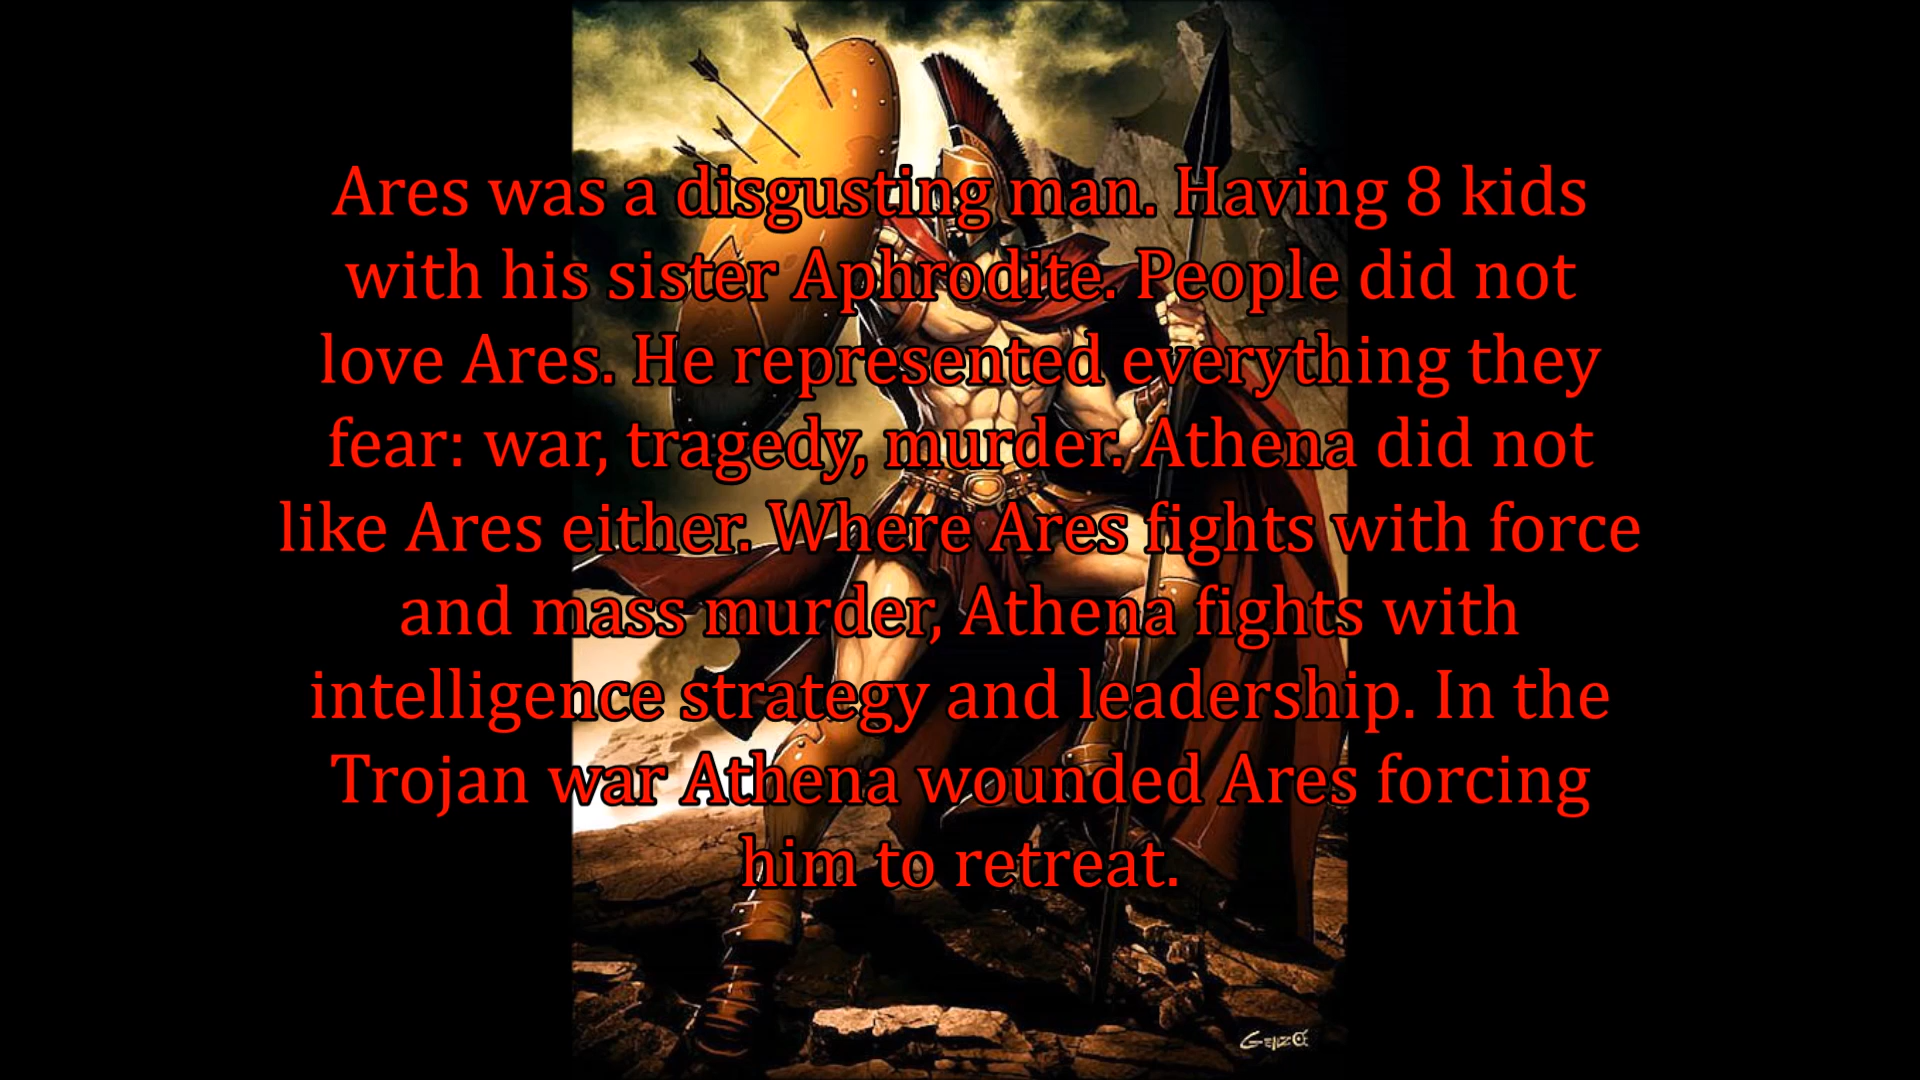 Ares was a disgusting man. Having 8 kids
with his sister Aphrodite. People did not
love Ares. He represented everything they
fear: war, tragedy, murder. Athena did not
like Ares either. Where Ares fights with force
and mass murder, Athena fights with
intelligence strategy and leadership. In the
Trojan war Athena wounded Ares forcing
him to retreat.
GENZO